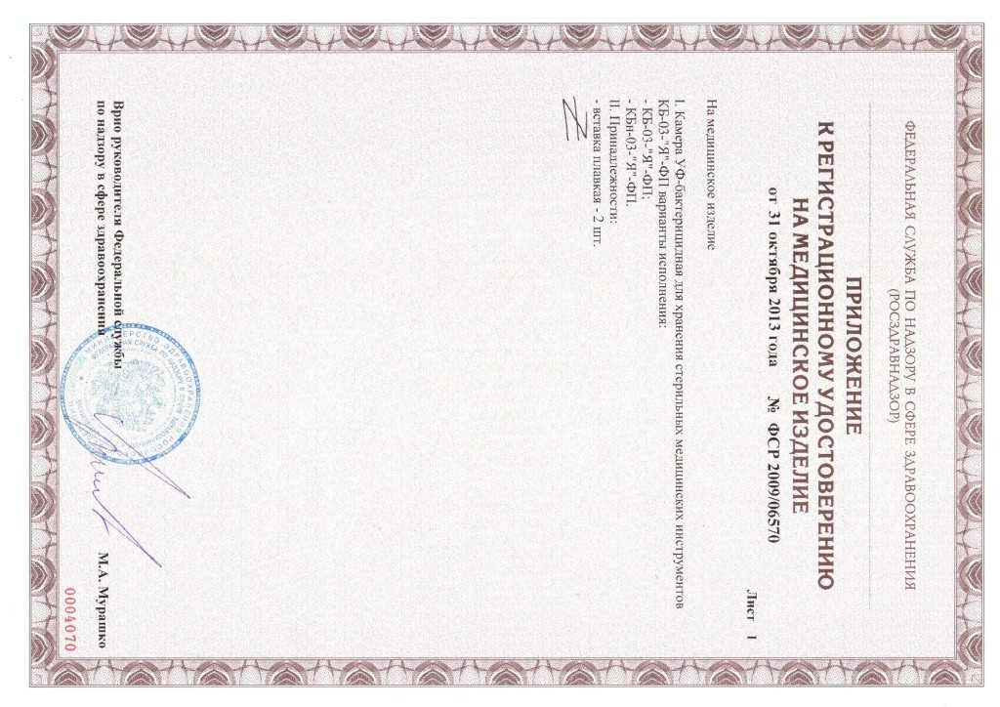 ФЕДЕРАЛЬНАЯ СЛУЖБА ПО НАДЗОРУ В СФЕРЕ ЗДРАВООХРАНЕНИЯ
(РОСЗДРАВНАДЗОР)
ПРИЛОЖЕНИЕ
К РЕГИСТРАЦИОННОМУ УДОСТОВЕРЕНИЮ
НА МЕДИЦИНСКОЕ ИЗДЕЛИЕ
от 31 октября 2013 года № ФСР 2009/06570
Лист 1
На медицинское изделие
I. Камера УФ-бактерицидная для хранения стерильных медицинских инструментов
КБ-03-"Я"-ФП варианты исполнения:
- КБ-03-"Я"-ФП;
- КБн-03-"Я"-ФП.
II. Принадлежности:
- вставка плавкая - 2 шт.
Врио руководителя Федеральной службы
по надзору в сфере здравоохранения
М.А. Мурашко
0004070